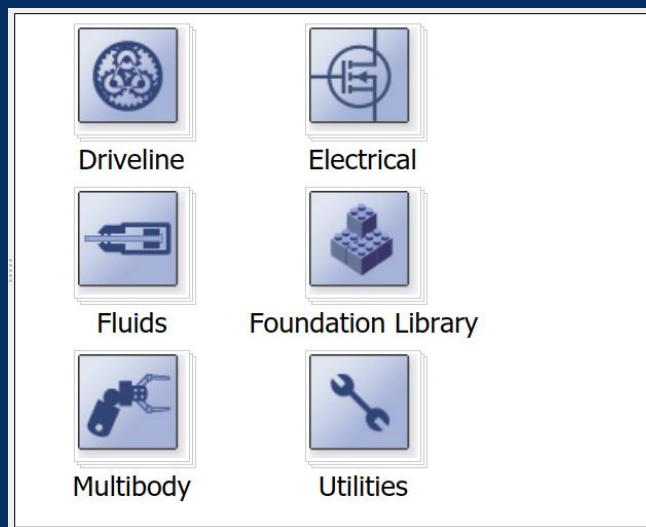 Driveline
Electrical
Fluids
Foundation Library
Multibody
Utilities